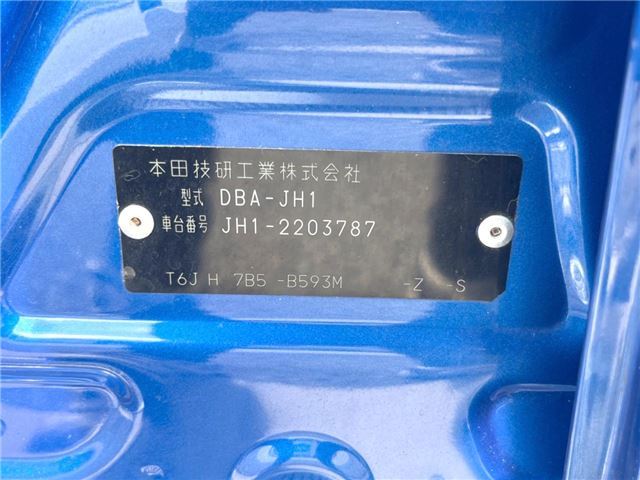 本田技研工業株式会社
型式 DBA-JH1
車台番号 JH1-2203787
T6J H 7B5 -B593M -Z -S